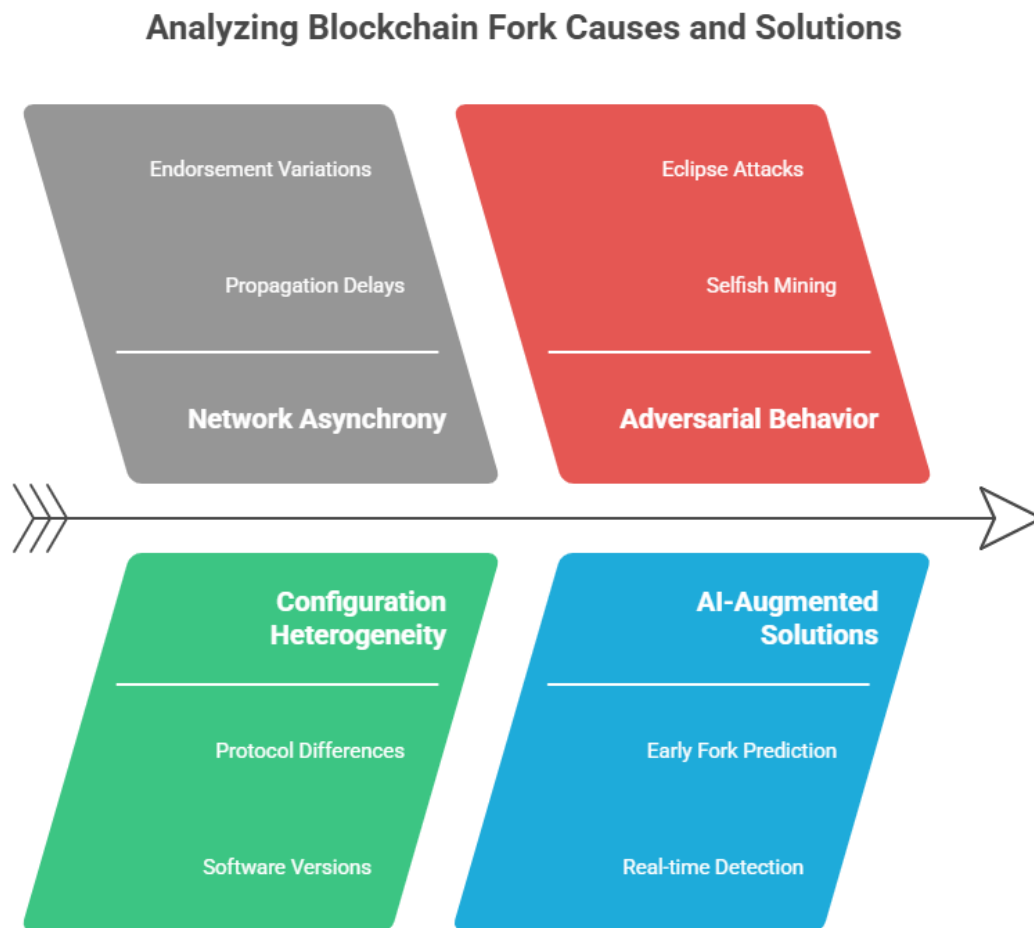 Analyzing Blockchain Fork Causes and Solutions
Endorsement Variations
Propagation Delays
Network Asynchrony
Eclipse Attacks
Selfish Mining
Adversarial Behavior
Configuration
Heterogeneity
Protocol Differences
Software Versions
AI-Augmented
Solutions
Early Fork Prediction
Real-time Detection